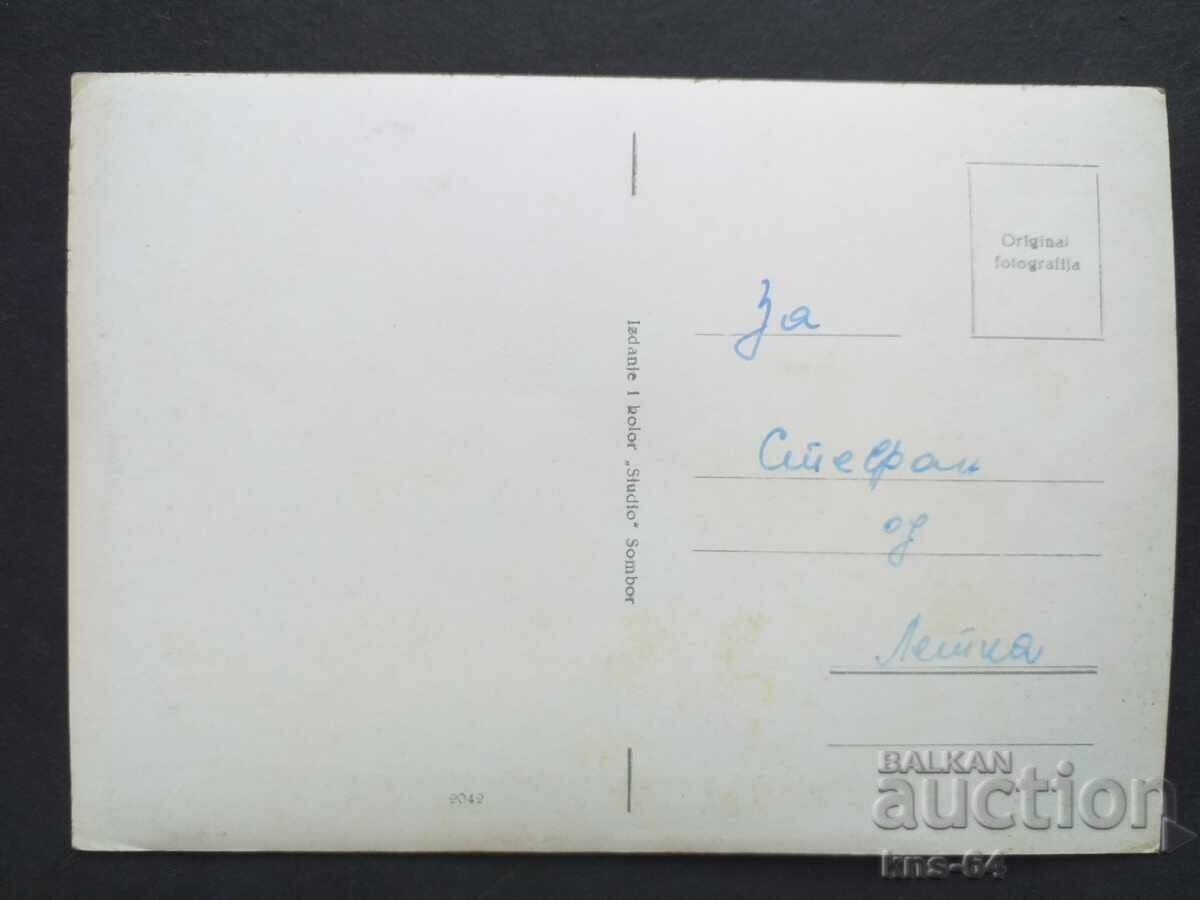 Original
fotografija
Izdanje i kolor „Studio“ Sombor
За
Стефан
од
Летка
9042
BALKAN
auction
kns-64